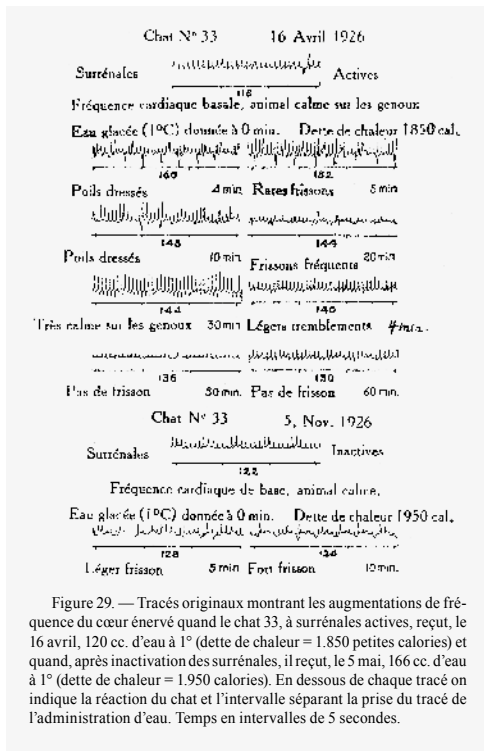 Chat Nº 33 16 Avril 1926
Surrénales Actives
118
Fréquence cardiaque basale, animal calme sur les genoux
Eau glacée (1ºC) donnée à 0 min. Dette de chaleur 1850 cal.
160 152
Poils dressés 4 min. Rares frissons 5 min
148 144
Poils dressés 10 min Frissons fréquents 20 min
144 140
Très calme sur les genoux 30 min Légers tremblements 4 min.
136 130
Pas de frisson 50 min. Pas de frisson 60 min.
Chat Nº 33 5, Nov. 1926
Surrénales Inactives
122
Fréquence cardiaque de base, animal calme.
Eau glacée (1ºC) donnée à 0 min. Dette de chaleur 1950 cal.
128 134
Léger frisson 5 min Fort frisson 10 min.
Figure 29. — Tracés originaux montrant les augmentations de fré-
quence du cœur énervé quand le chat 33, à surrénales actives, reçut, le
16 avril, 120 cc. d'eau à 1° (dette de chaleur = 1.850 petites calories) et
quand, après inactivation des surrénales, il reçut, le 5 mai, 166 cc. d'eau
à 1° (dette de chaleur = 1.950 calories). En dessous de chaque tracé on
indique la réaction du chat et l'intervalle séparant la prise du tracé de
l'administration d'eau. Temps en intervalles de 5 secondes.